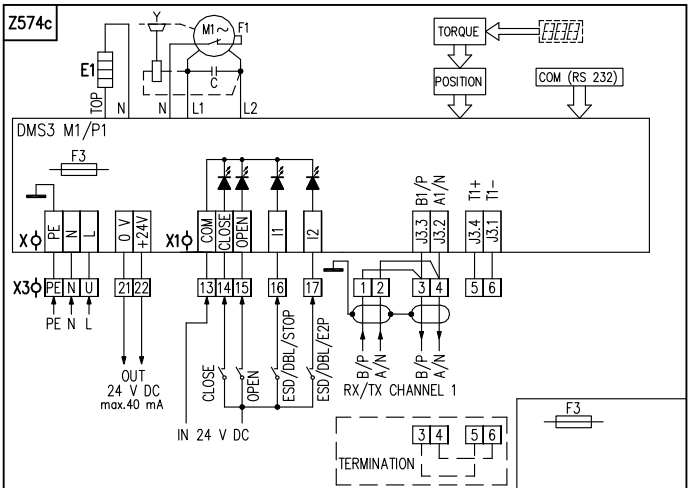 Z574c
Y
M1~
F1
E1
TOP
N
N
L1
C
L2
TORQUE
POSITION
COM (RS 232)
DMS3 M1/P1
F3
PE
N
L
0 V
+24V
COM
CLOSE
OPEN
I1
I2
B1/P
A1/N
J3.3
J3.2
T1+
T1-
J3.4
J3.1
X
X1
X3
PE
N
U
21
22
13
14
15
16
17
1
2
3
4
5
6
PE N L
OUT
24 V DC
max.40 mA
CLOSE
OPEN
ESD/DBL/STOP
ESD/DBL/E2P
IN 24 V DC
B/P
A/N
B/P
A/N
RX/TX CHANNEL 1
TERMINATION
3 4 5 6
F3